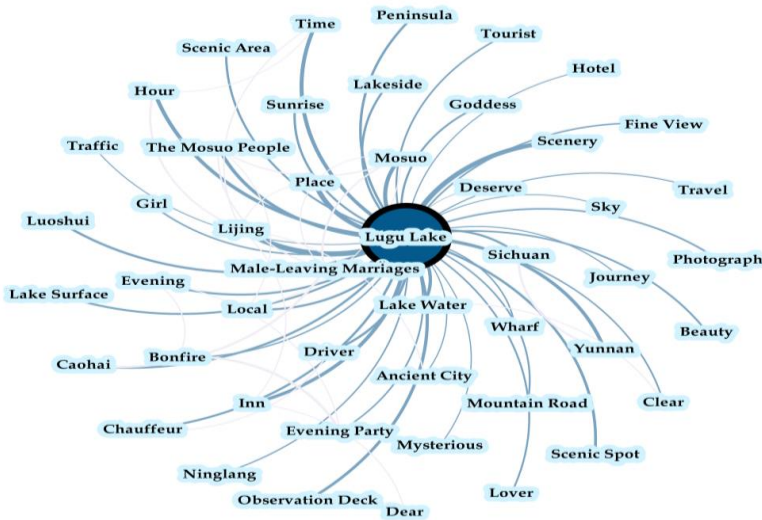 Time
Peninsula
Tourist
Scenic Area
Hotel
Lakeside
Hour
Sunrise
Goddess
Fine View
Scenery
Traffic
The Mosuo People
Mosuo
Place
Deserve
Travel
Girl
Sky
Luoshui
Lijing
Lugu Lake
Sichuan
Photograph
Male-Leaving Marriages
Evening
Journey
Lake Surface
Local
Lake Water
Wharf
Beauty
Caohai
Bonfire
Driver
Yunnan
Ancient City
Inn
Mountain Road
Clear
Chauffeur
Evening Party
Mysterious
Scenic Spot
Ninglang
Observation Deck
Lover
Dear